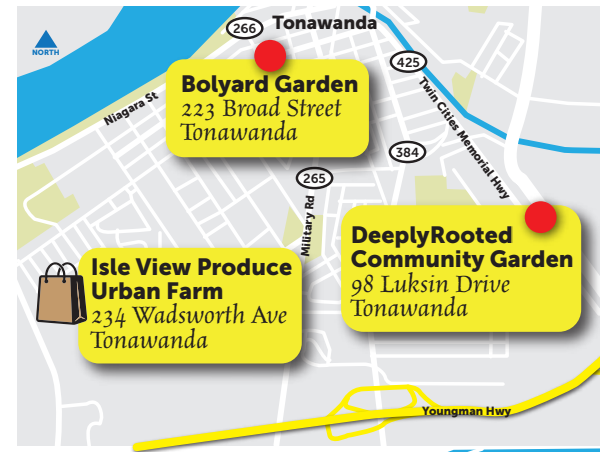 Tonawanda
266
NORTH
425
Bolyard Garden
223 Broad Street
Tonawanda
Niagara St
Twin Cities Memorial Hwy
384
265
Military Rd
DeeplyRooted
Community Garden
98 Luksin Drive
Tonawanda
Isle View Produce
Urban Farm
234 Wadsworth Ave
Tonawanda
Youngman Hwy